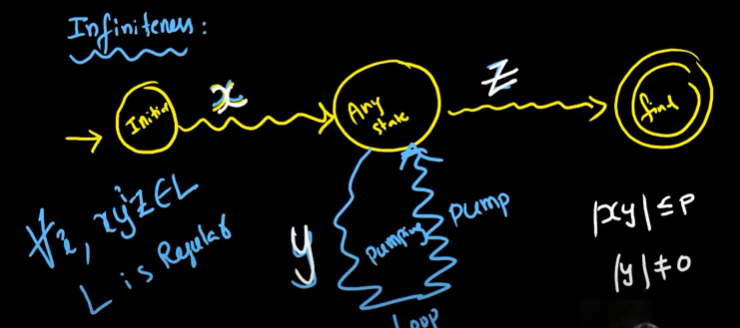 Infiniteness:
x
z
Initial
Any
state
final
∀i, xyⁱz ∈ L
L is Regular
y
Pumping
Pump
Loop
|xy| ≤ P
|y| ≠ 0